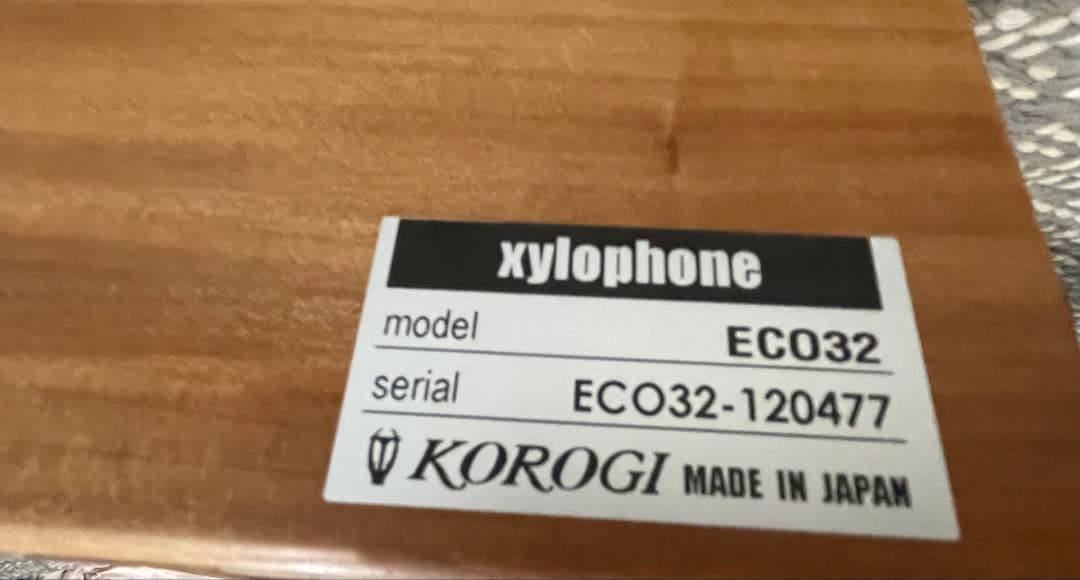 xylophone
model ECO32
serial ECO32-120477
KOROGI MADE IN JAPAN